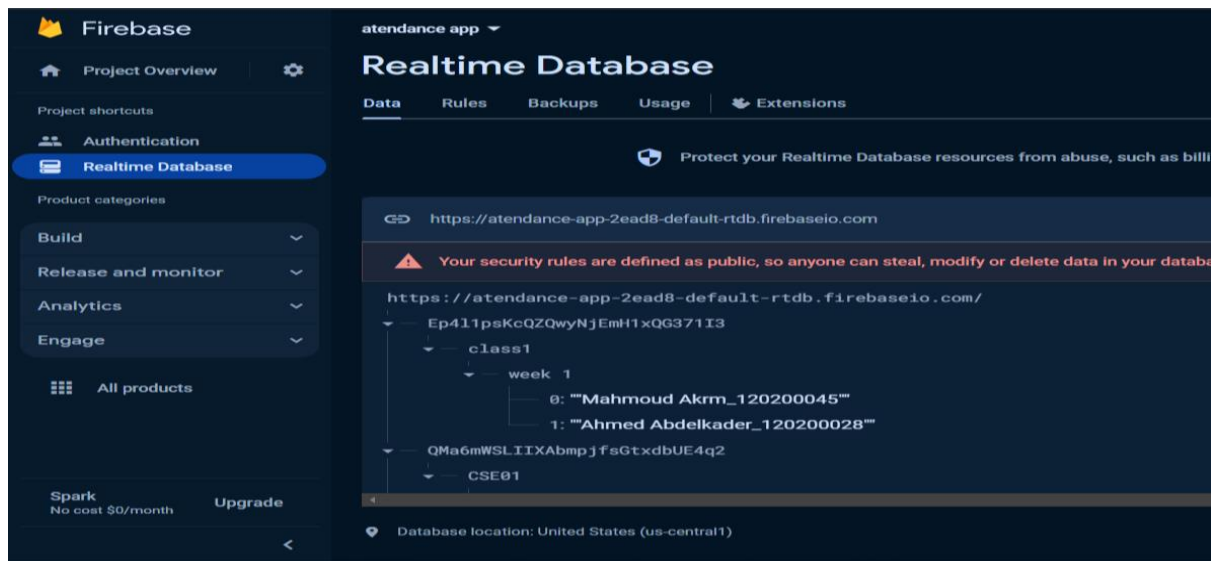 Firebase
Project Overview
Project shortcuts
Authentication
Realtime Database
Product categories
Build
Release and monitor
Analytics
Engage
All products
Spark
No cost $0/month
Upgrade
atendance app
Realtime Database
Data Rules Backups Usage Extensions
Protect your Realtime Database resources from abuse, such as billi
https://atendance-app-2ead8-default-rtdb.firebaseio.com
Your security rules are defined as public, so anyone can steal, modify or delete data in your databa
https://atendance-app-2ead8-default-rtdb.firebaseio.com/
Ep4l1psKcQZQwyNjEmH1xQG371I3
class1
week 1
0: ""Mahmoud Akrm_120200045""
1: ""Ahmed Abdelkader_120200028""
QMa6mWSLIIXAbmpjfsGtxdbUE4q2
CSE01
Database location: United States (us-central1)